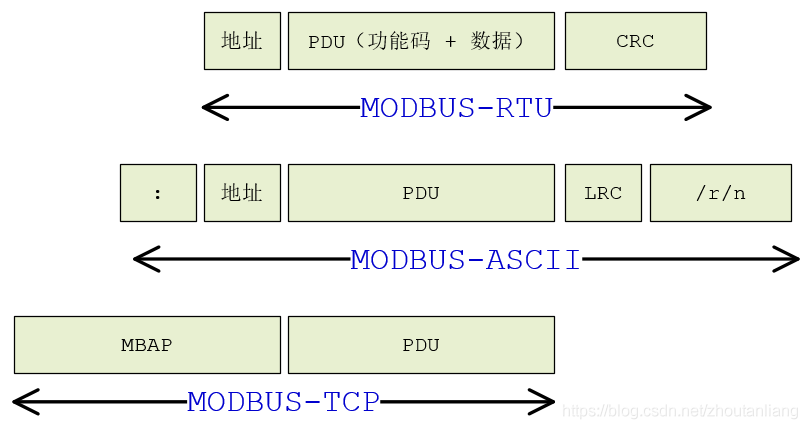 地址 PDU（功能码 + 数据） CRC
MODBUS-RTU
: 地址 PDU LRC /r/n
MODBUS-ASCII
MBAP PDU
MODBUS-TCP
https://blog.csdn.net/zhoutanliang